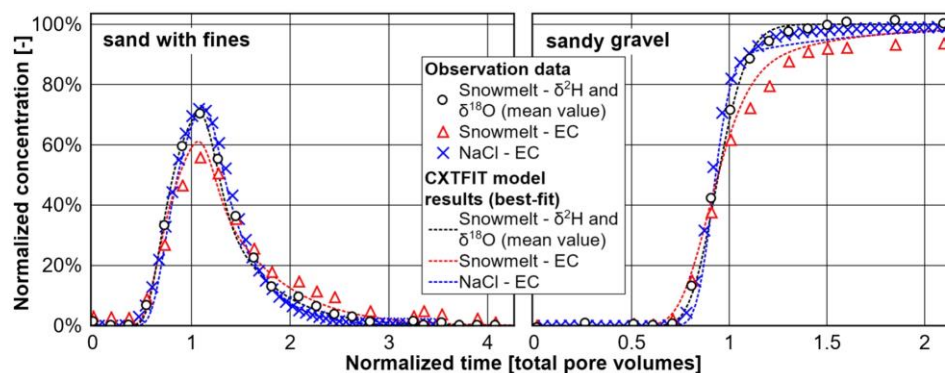 Normalized concentration [-]
100%
80%
60%
40%
20%
0%
sand with fines
sandy gravel
Observation data
Snowmelt - δ²H and
δ¹⁸O (mean value)
Snowmelt - EC
NaCl - EC
CXTFIT model
results (best-fit)
Snowmelt - δ²H and
δ¹⁸O (mean value)
Snowmelt - EC
NaCl - EC
0 1 2 3 4
0 0.5 1 1.5 2
Normalized time [total pore volumes]